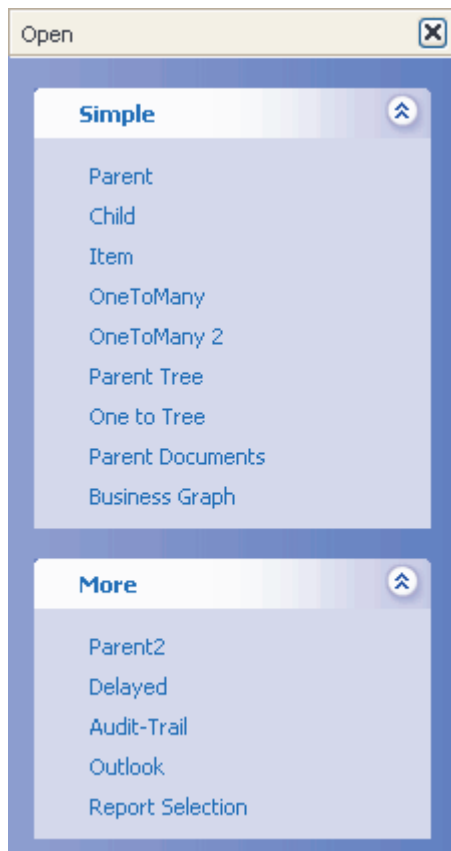 Open
Simple
Parent
Child
Item
OneToMany
OneToMany 2
Parent Tree
One to Tree
Parent Documents
Business Graph
More
Parent2
Delayed
Audit-Trail
Outlook
Report Selection